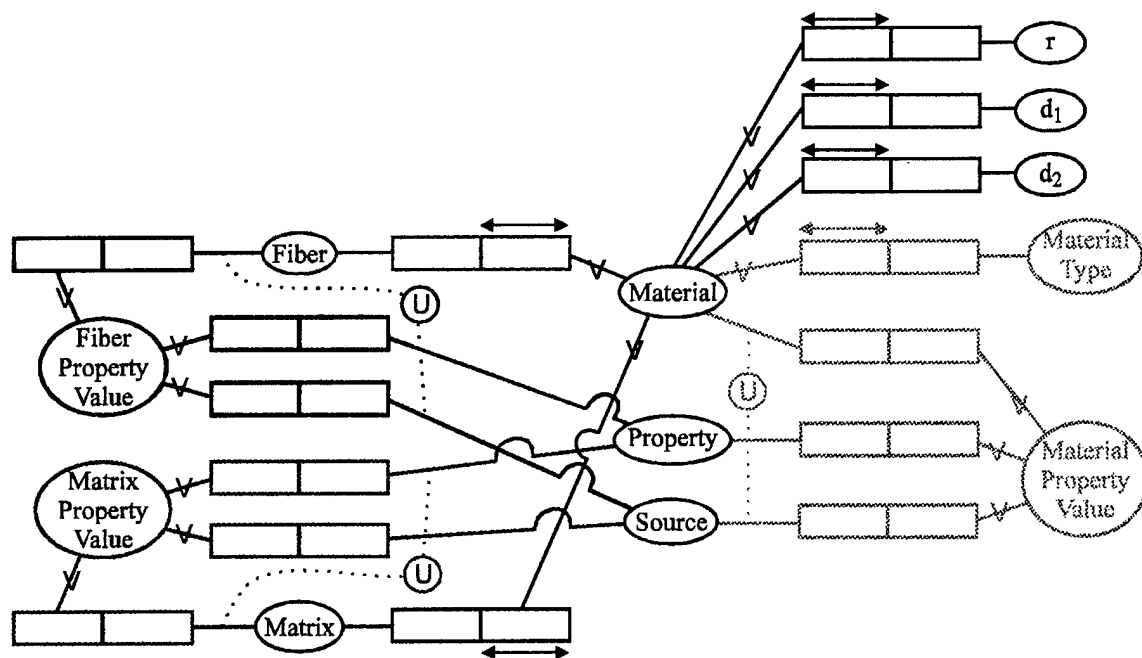 r
d1
d2
Fiber
Material
Material
Type
U
Fiber
Property
Value
U
Property
Matrix
Property
Value
Material
Property
Value
Source
U
Matrix